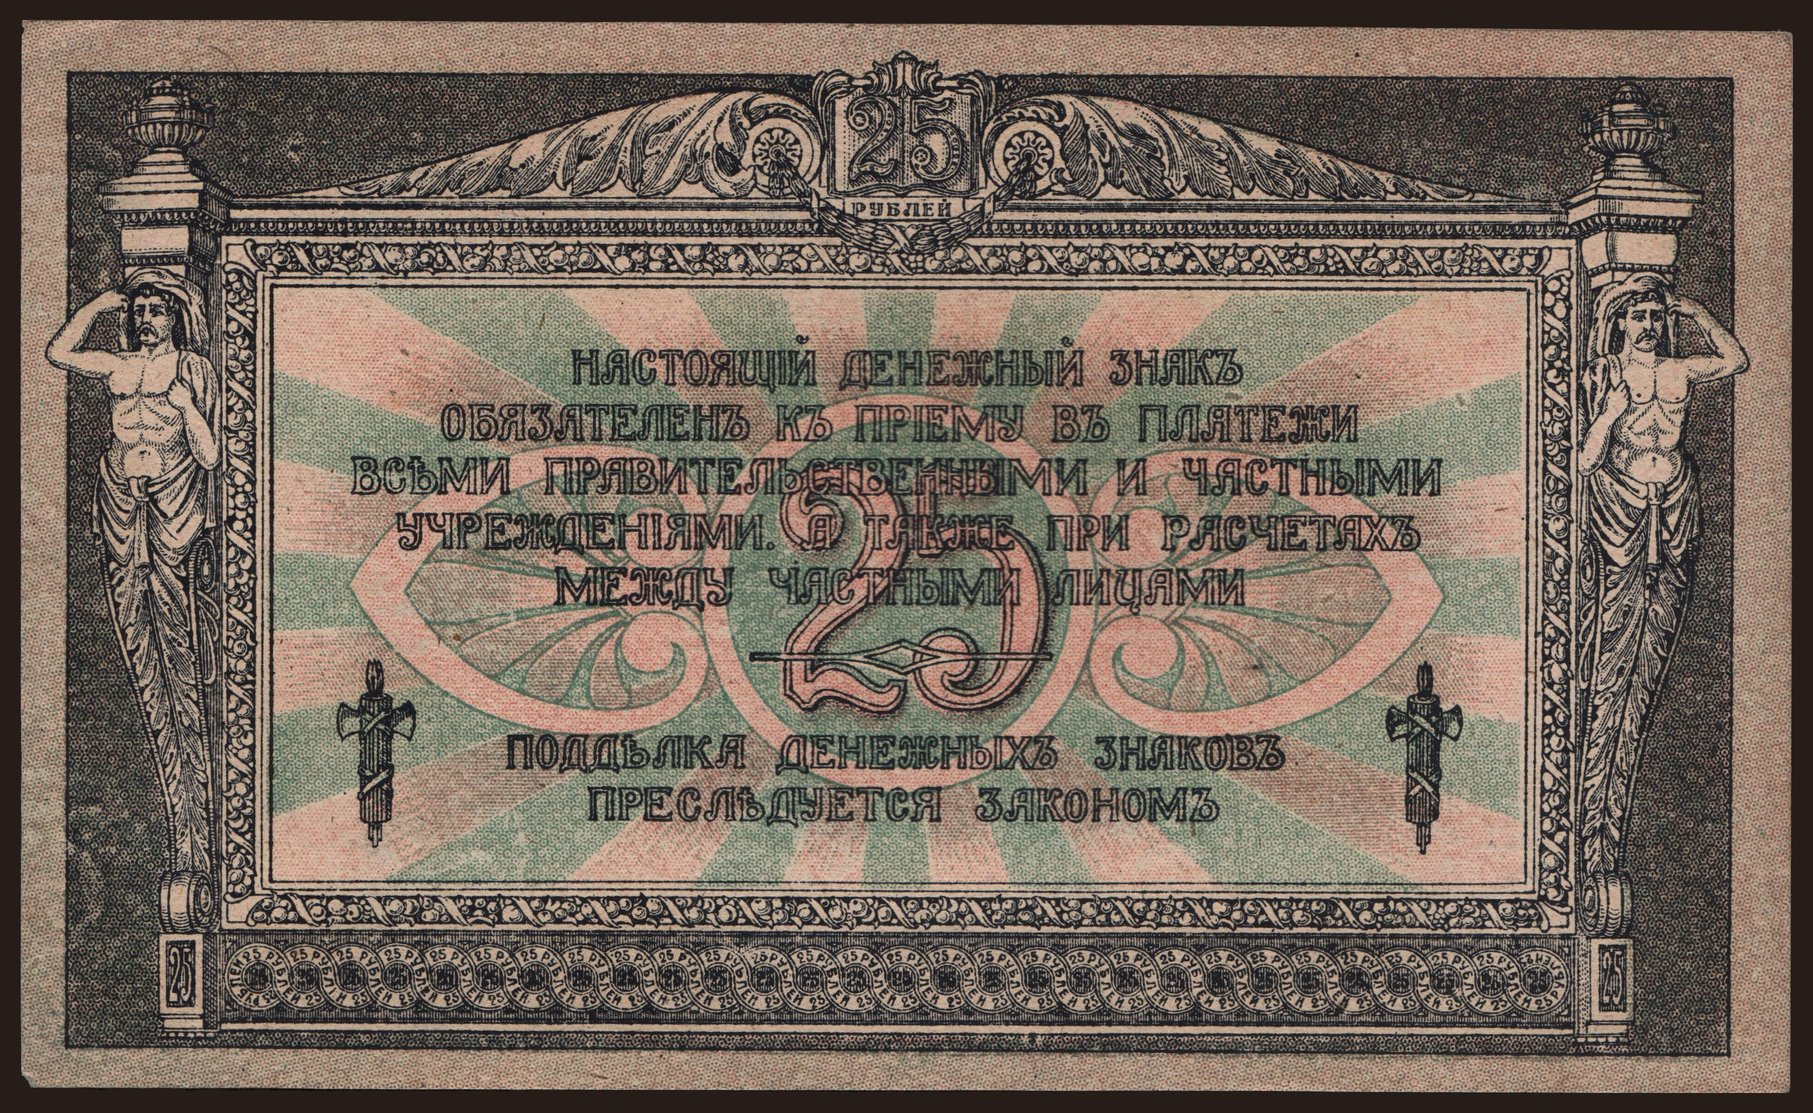 25
РУБЛЕЙ
НАСТОЯЩІЙ ДЕНЕЖНЫЙ ЗНАКЪ
ОБЯЗАТЕЛЕНЪ КЪ ПРІЕМУ ВЪ ПЛАТЕЖИ
ВСѢМИ ПРАВИТЕЛЬСТВЕННЫМИ И ЧАСТНЫМИ
УЧРЕЖДЕНІЯМИ. А ТАКЖЕ ПРИ РАСЧЕТАХЪ
МЕЖДУ ЧАСТНЫМИ ЛИЦАМИ
25
ПОДДѢЛКА ДЕНЕЖНЫХЪ ЗНАКОВЪ
ПРЕСЛѢДУЕТСЯ ЗАКОНОМЪ
25 25